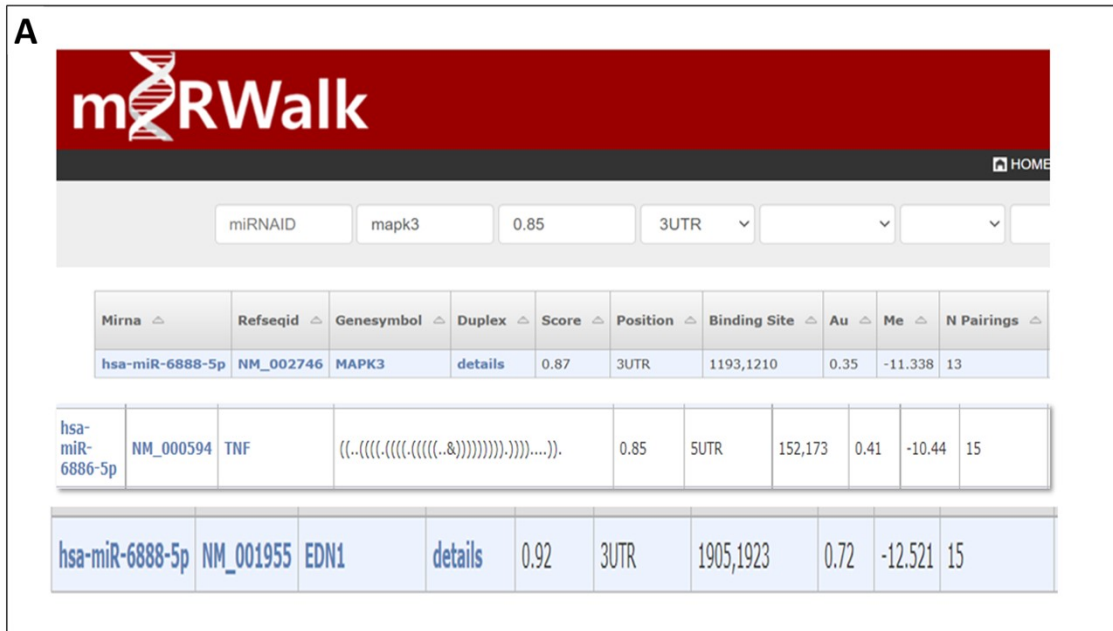 A
miRWalk
HOME
miRNAID mapk3 0.85 3UTR
Mirna Refseqid Genesymbol Duplex Score Position Binding Site Au Me N Pairings
hsa-miR-6888-5p NM_002746 MAPK3 details 0.87 3UTR 1193,1210 0.35 -11.338 13
hsa-
miR-
6886-5p NM_000594 TNF ((..((((.((((.(((((..&))))))))).))))....)). 0.85 5UTR 152,173 0.41 -10.44 15
hsa-miR-6888-5p NM_001955 EDN1 details 0.92 3UTR 1905,1923 0.72 -12.521 15